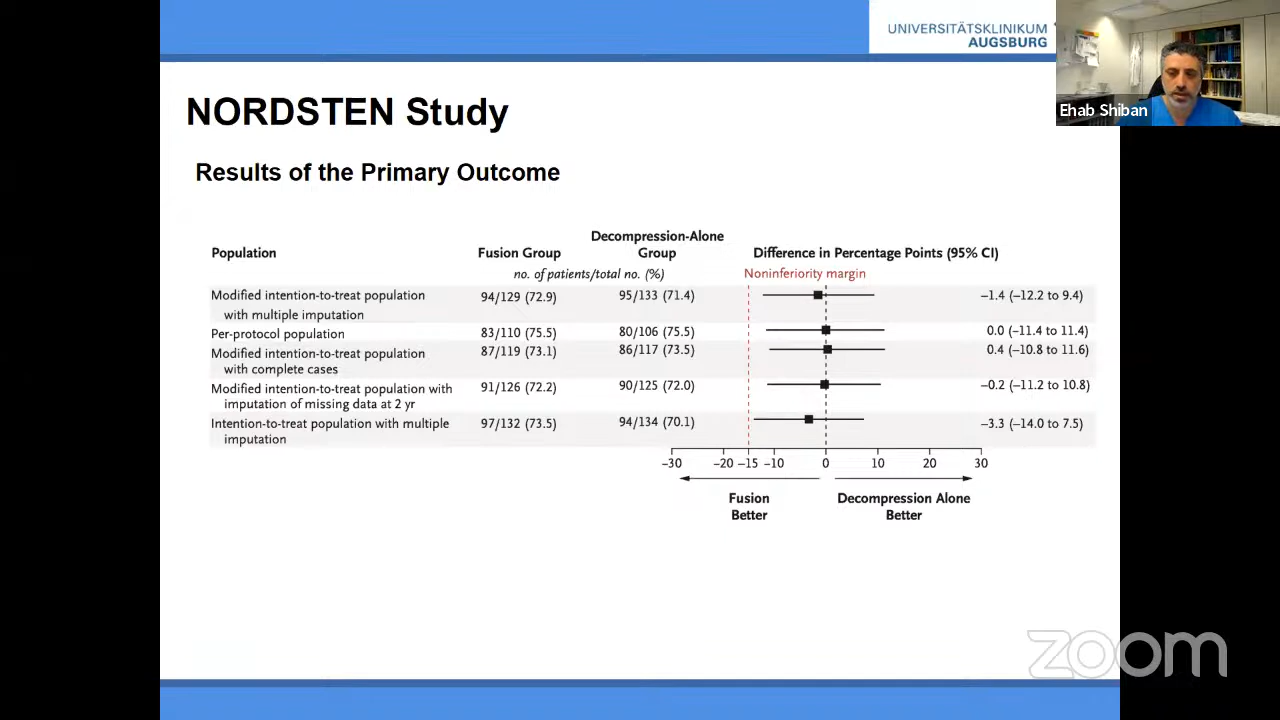 UNIVERSITÄTSKLINIKUM
AUGSBURG
Ehab Shiban
NORDSTEN Study
Results of the Primary Outcome
Population
Fusion Group
Decompression-Alone
Group
Difference in Percentage Points (95% CI)
no. of patients/total no. (%)
Noninferiority margin
Modified intention-to-treat population
with multiple imputation
94/129 (72.9)
95/133 (71.4)
−1.4 (−12.2 to 9.4)
Per-protocol population
83/110 (75.5)
80/106 (75.5)
0.0 (−11.4 to 11.4)
Modified intention-to-treat population
with complete cases
87/119 (73.1)
86/117 (73.5)
0.4 (−10.8 to 11.6)
Modified intention-to-treat population with
imputation of missing data at 2 yr
91/126 (72.2)
90/125 (72.0)
−0.2 (−11.2 to 10.8)
Intention-to-treat population with multiple
imputation
97/132 (73.5)
94/134 (70.1)
−3.3 (−14.0 to 7.5)
−30 −20 −15 −10 0 10 20 30
Fusion
Better
Decompression Alone
Better
zoom